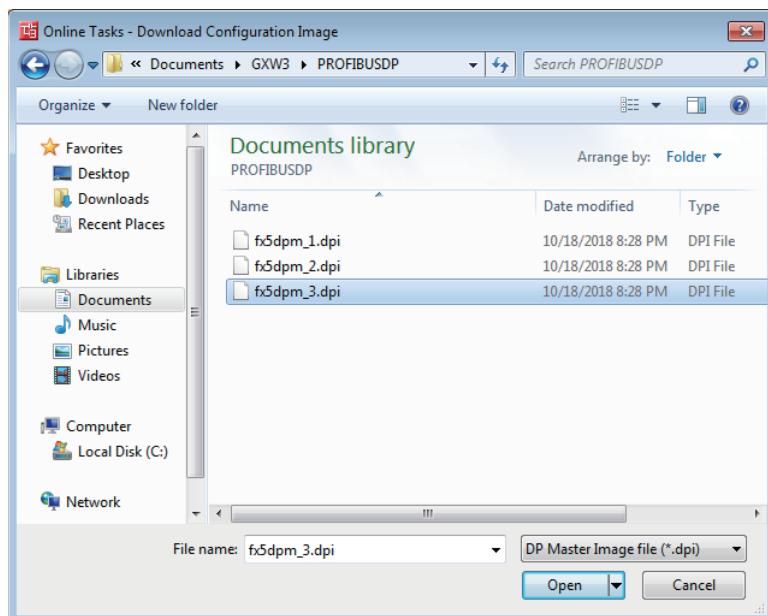 Online Tasks - Download Configuration Image
« Documents GXW3 PROFIBUSDP Search PROFIBUSDP
Organize New folder
Favorites
Desktop
Downloads
Recent Places
Libraries
Documents
Music
Pictures
Videos
Computer
Local Disk (C:)
Network
Documents library
PROFIBUSDP
Arrange by: Folder
Name Date modified Type
fx5dpm_1.dpi 10/18/2018 8:28 PM DPI File
fx5dpm_2.dpi 10/18/2018 8:28 PM DPI File
fx5dpm_3.dpi 10/18/2018 8:28 PM DPI File
File name: fx5dpm_3.dpi DP Master Image file (*.dpi)
Open Cancel